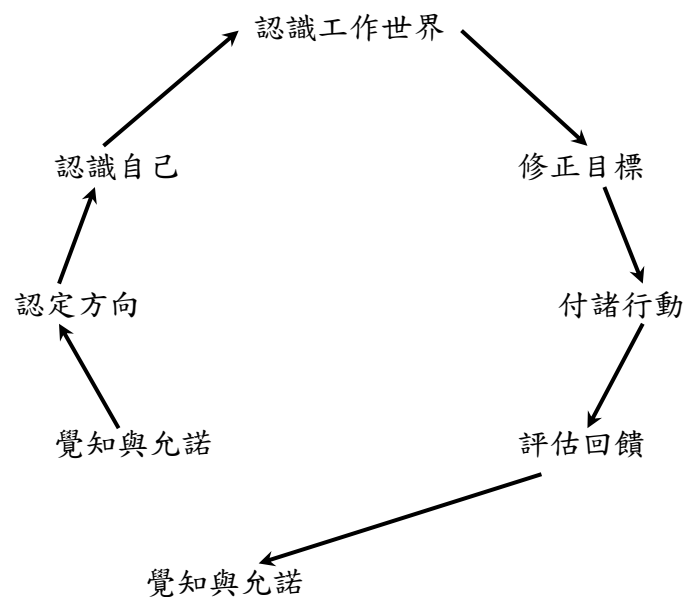 認識工作世界
認識自己
修正目標
認定方向
付諸行動
覺知與允諾
評估回饋
覺知與允諾